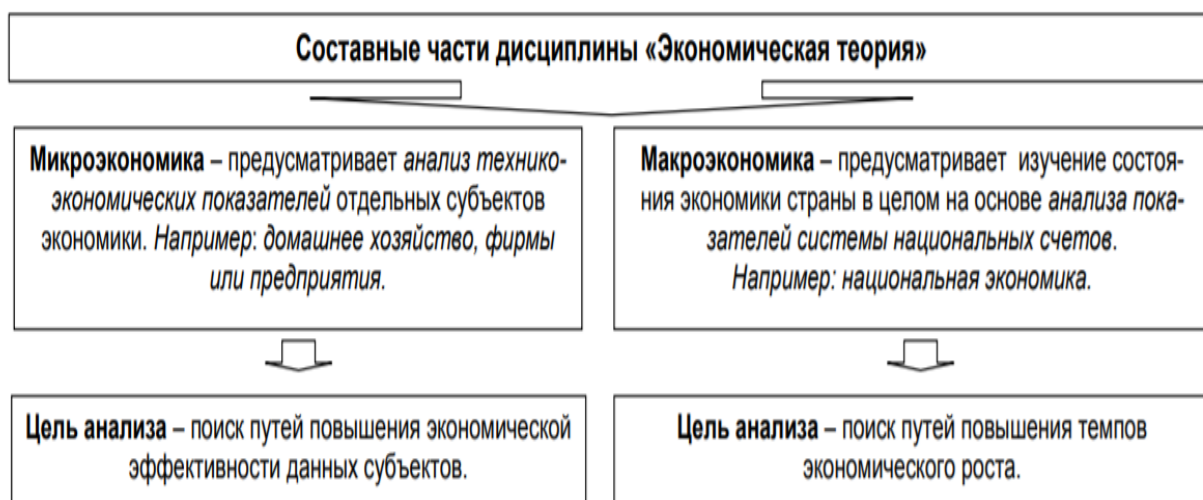 Составные части дисциплины «Экономическая теория»
Микроэкономика – предусматривает анализ технико-
экономических показателей отдельных субъектов
экономики. Например: домашнее хозяйство, фирмы
или предприятия.
Макроэкономика – предусматривает изучение состоя-
ния экономики страны в целом на основе анализа пока-
зателей системы национальных счетов.
Например: национальная экономика.
Цель анализа – поиск путей повышения экономической
эффективности данных субъектов.
Цель анализа – поиск путей повышения темпов
экономического роста.